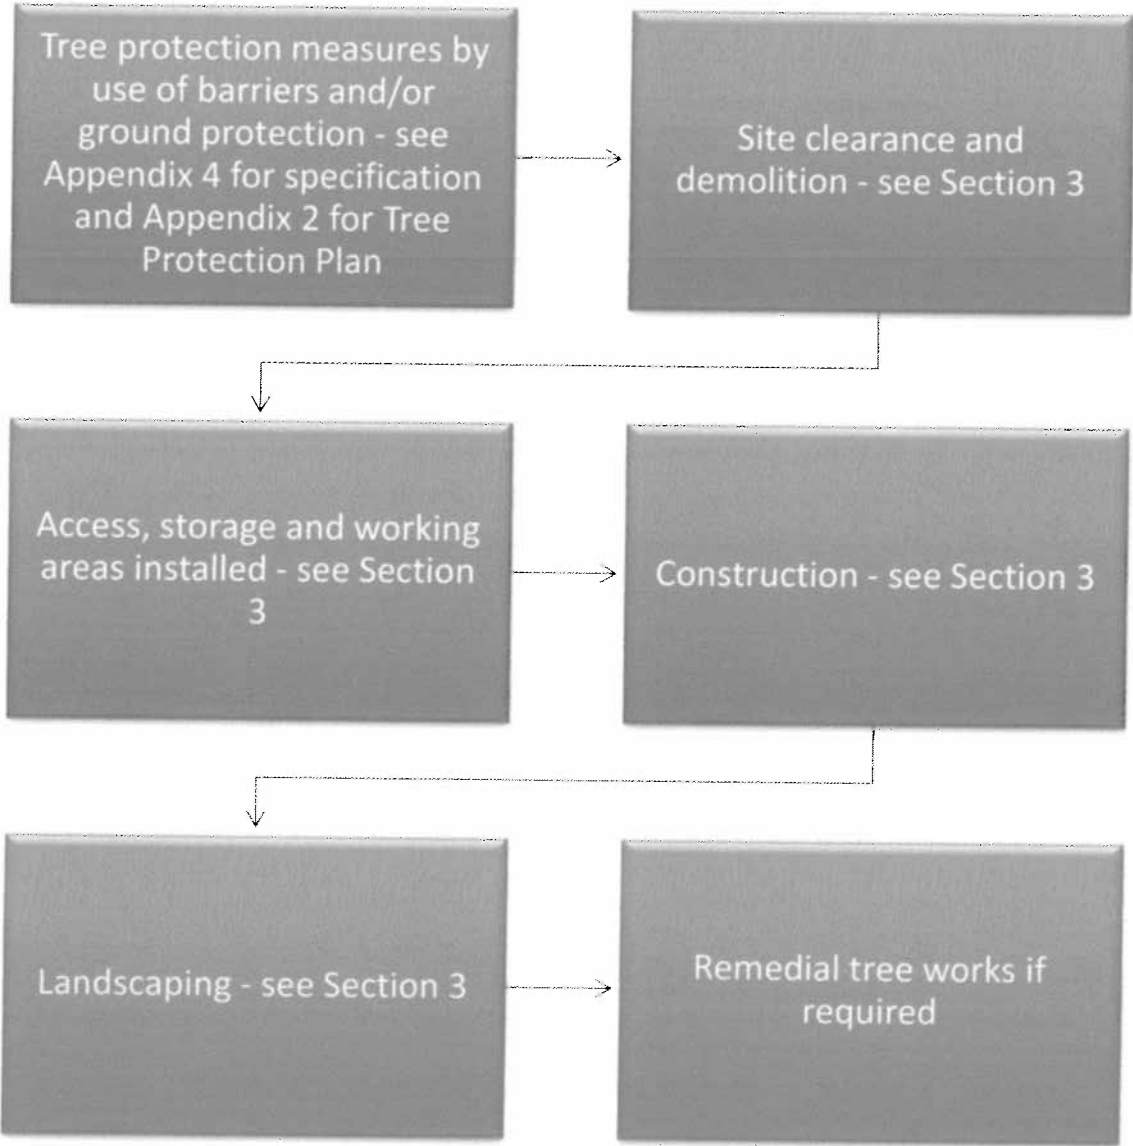 Tree protection measures by
use of barriers and/or
ground protection - see
Appendix 4 for specification
and Appendix 2 for Tree
Protection Plan
Site clearance and
demolition - see Section 3
Access, storage and working
areas installed - see Section
3
Construction - see Section 3
Landscaping - see Section 3
Remedial tree works if
required